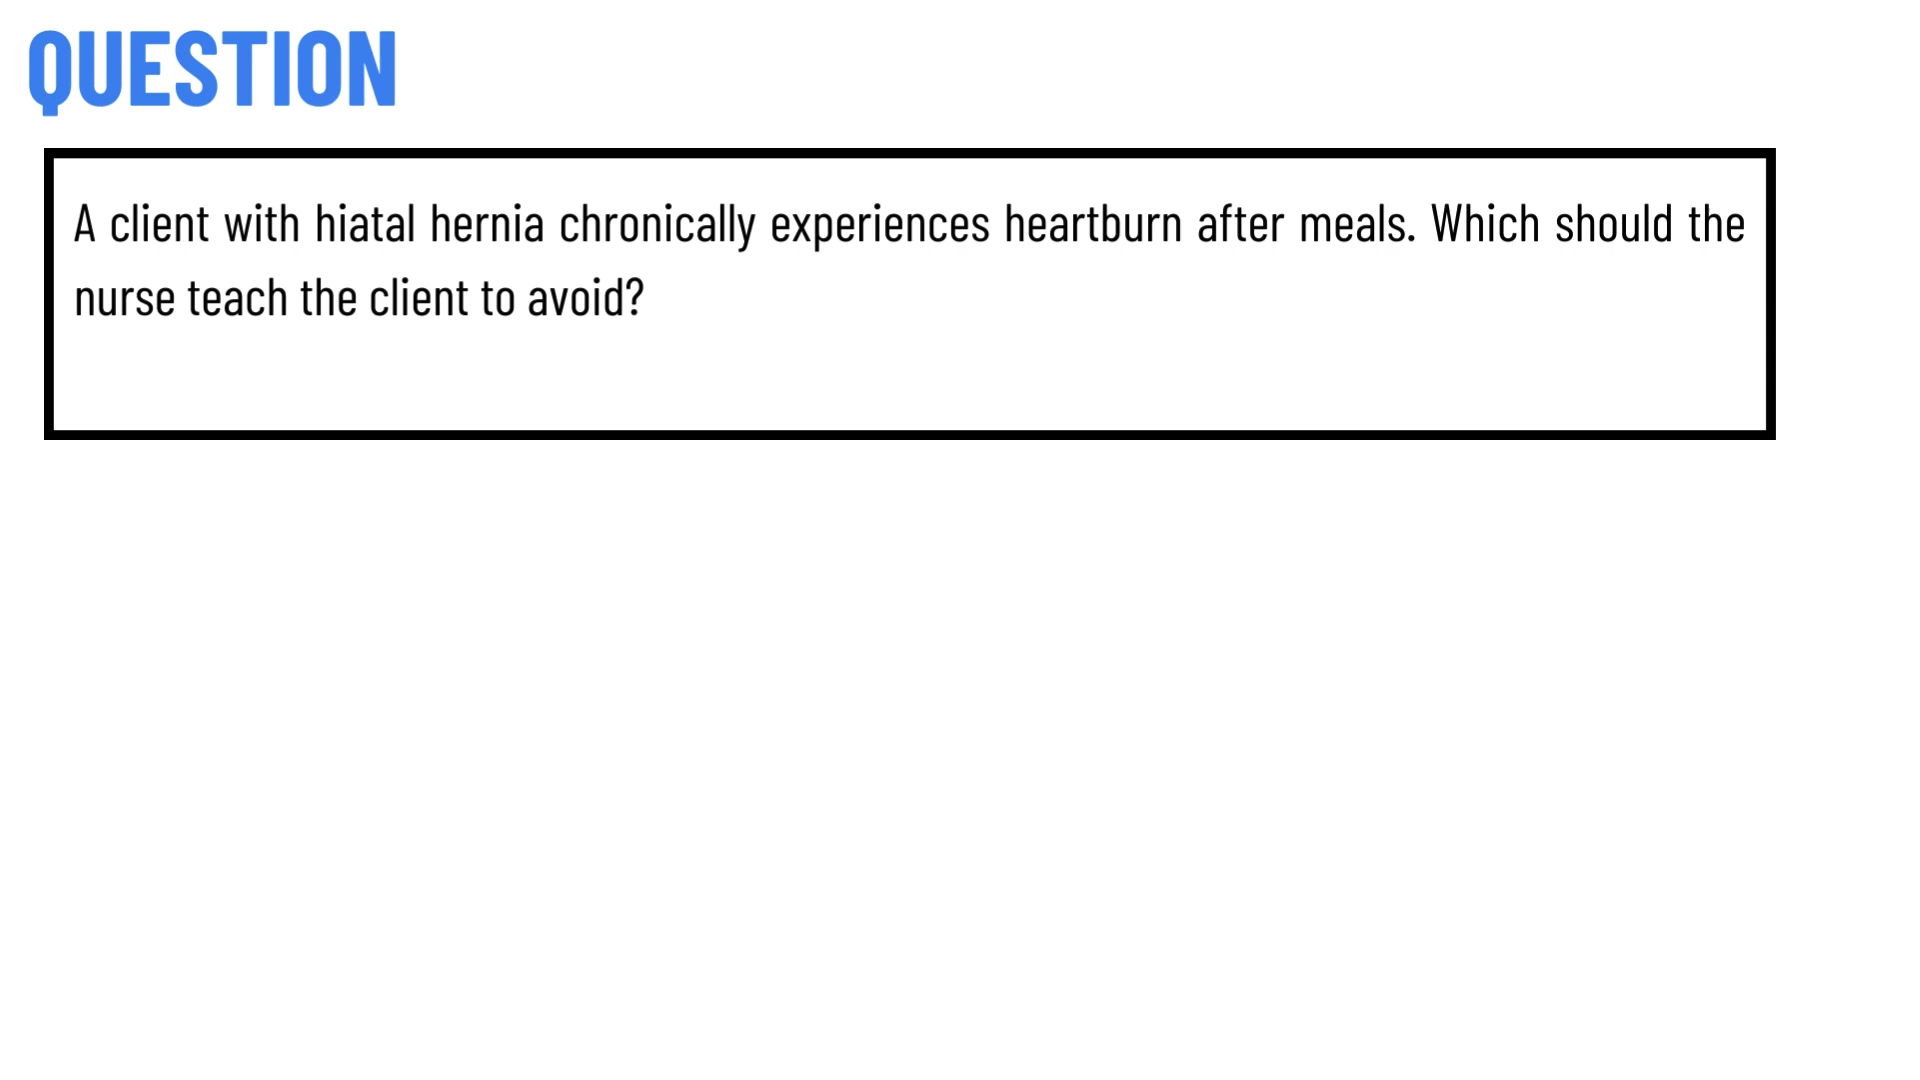 QUESTION
A client with hiatal hernia chronically experiences heartburn after meals. Which should the
nurse teach the client to avoid?